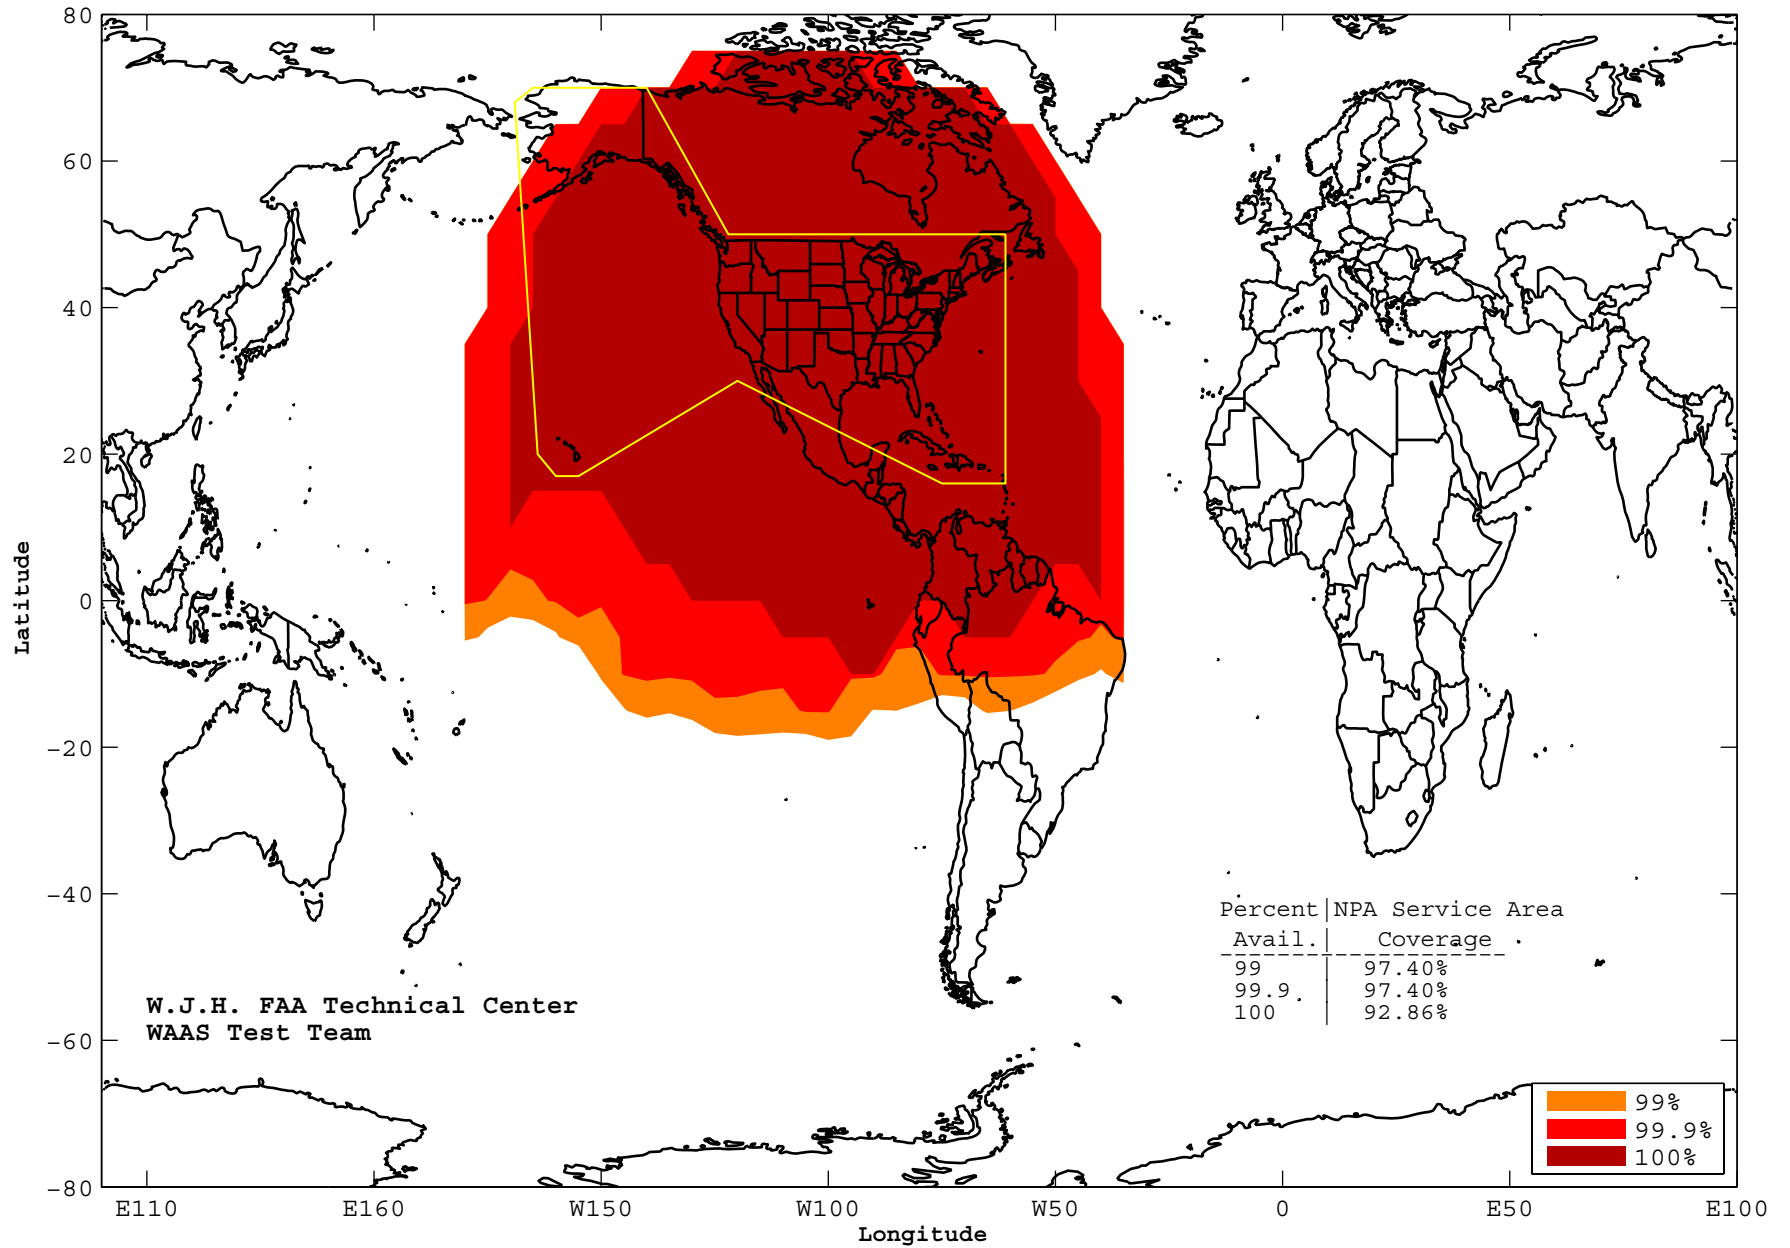 80
60
40
20
0
−20
−40
−60
−80
Latitude
Percent|NPA Service Area
Avail.| Coverage
99 | 97.40%
99.9 | 97.40%
100 | 92.86%
W.J.H. FAA Technical Center
WAAS Test Team
99%
99.9%
100%
E110 E160 W150 W100 W50 0 E50 E100
Longitude